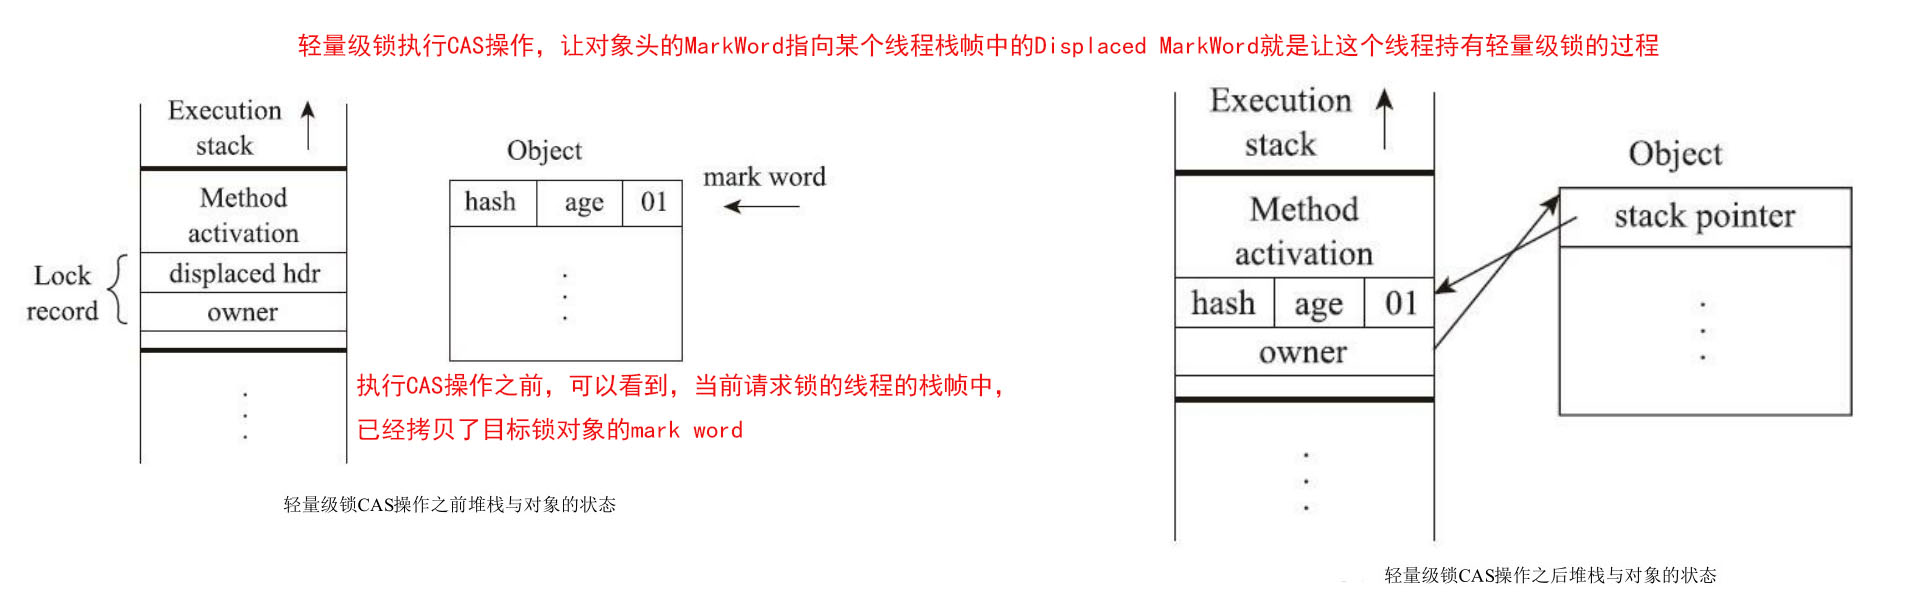 轻量级锁执行CAS操作，让对象头的MarkWord指向某个线程栈帧中的Displaced MarkWord就是让这个线程持有轻量级锁的过程
Execution
stack
Method
activation
Lock
record
displaced hdr
owner
Object
hash age 01
mark word
执行CAS操作之前，可以看到，当前请求锁的线程的栈帧中，
已经拷贝了目标锁对象的mark word
轻量级锁CAS操作之前堆栈与对象的状态
Execution
stack
Method
activation
hash age 01
owner
Object
stack pointer
轻量级锁CAS操作之后堆栈与对象的状态